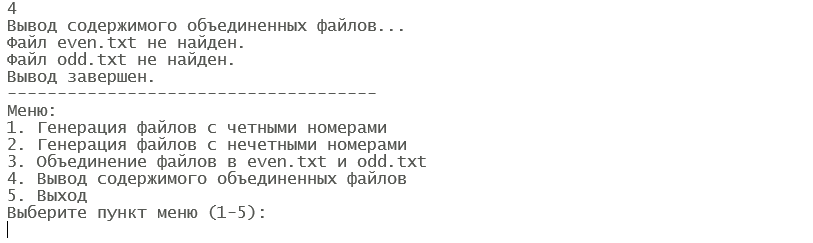 4
Вывод содержимого объединенных файлов...
Файл even.txt не найден.
Файл odd.txt не найден.
Вывод завершен.
-------------------------------------
Меню:
1. Генерация файлов с четными номерами
2. Генерация файлов с нечетными номерами
3. Объединение файлов в even.txt и odd.txt
4. Вывод содержимого объединенных файлов
5. Выход
Выберите пункт меню (1-5):